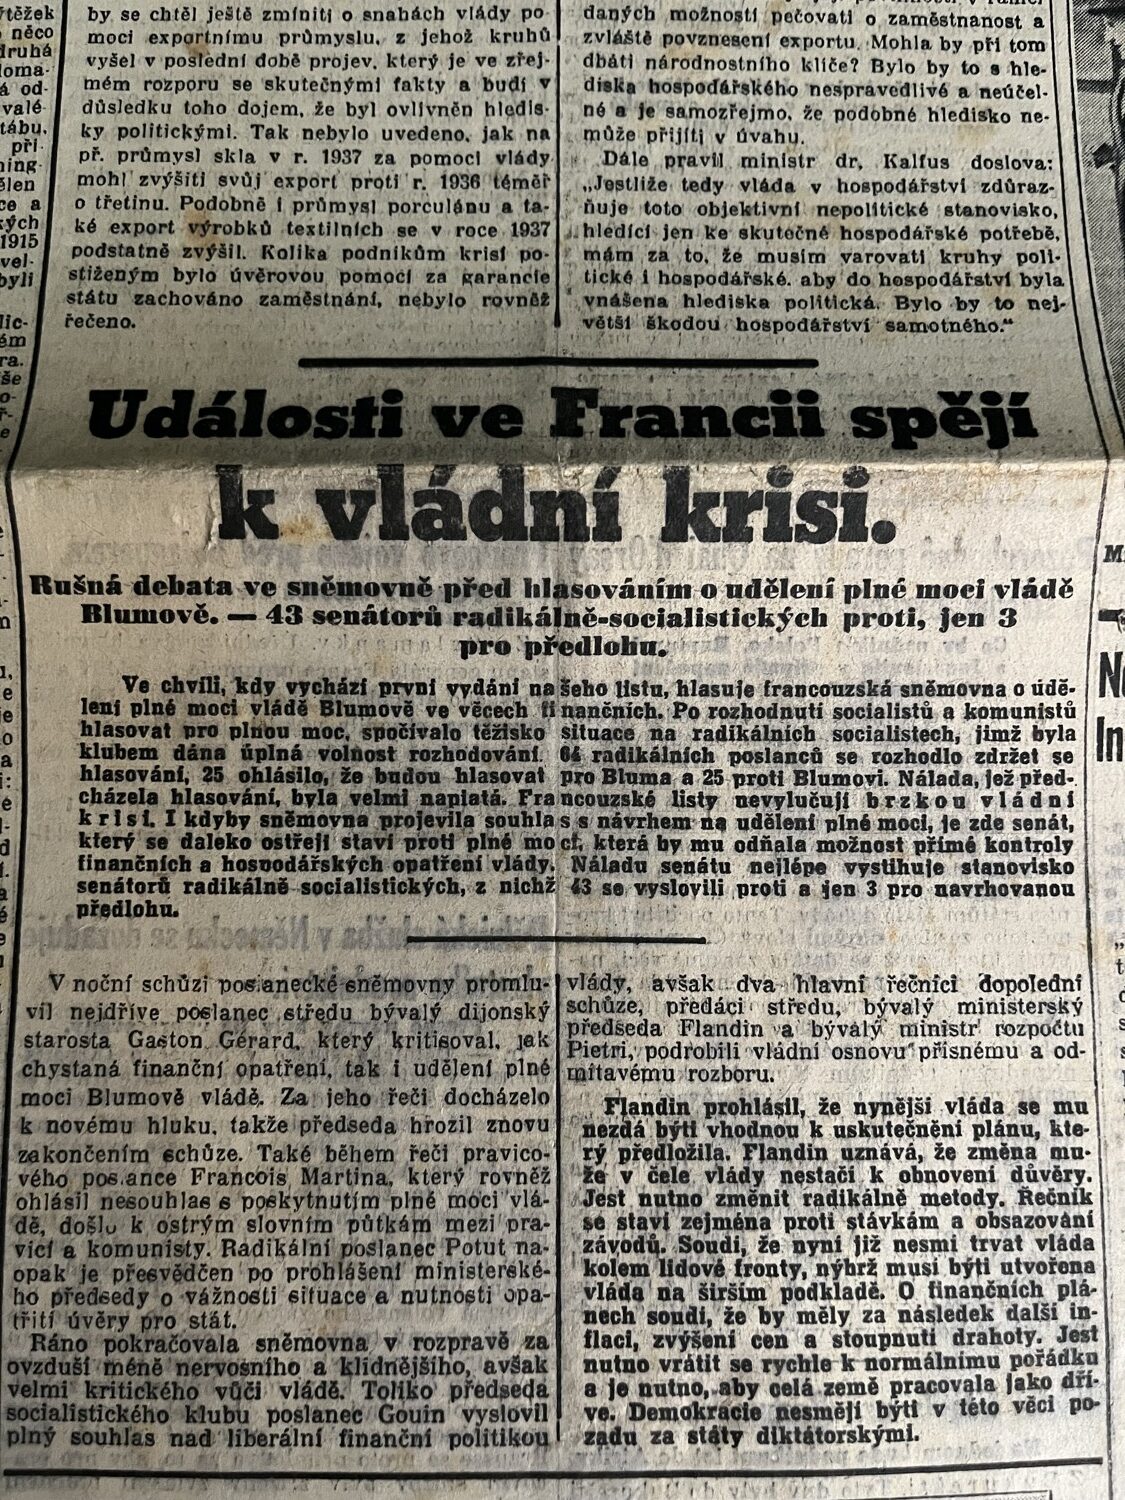 těžek
něco
druhá
loma-
á od-
valé
tábu,
při-
ning-
ělen
ce a
ckých
1915
vel-
byli
by se chtěl ještě zmíniti o snahách vlády po-
moci exportnímu průmyslu, z jehož kruhů
vyšel v poslední době projev, který je ve zřej-
mém rozporu se skutečnými fakty a budí v
důsledku toho dojem, že byl ovlivněn hledis-
ky politickými. Tak nebylo uvedeno, jak na
př. průmysl skla v r. 1937 za pomoci vlády
mohl zvýšiti svůj export proti r. 1936 téměř
o třetinu. Podobně i průmysl porculánu a ta-
ké export výrobků textilních se v roce 1937
podstatně zvýšil. Kolika podníkům krisí po-
stiženým bylo úvěrovou pomocí za garancie
státu zachováno zaměstnání, nebylo rovněž
řečeno.
daných možností pečovati o zaměstnanost a
zvláště povznesení exportu. Mohla by při tom
dbáti národnostního klíče? Bylo by to s hle-
diska hospodářského nespravedlivé a neúčel-
né a je samozřejmo, že podobné hledisko ne-
může přijíti v úvahu.
Dále pravil ministr dr. Kalfus doslova:
„Jestliže tedy vláda v hospodářství zdůraz-
ňuje toto objektivní nepolitické stanovisko,
hledící jen ke skutečné hospodářské potřebě,
mám za to, že musím varovati kruhy poli-
tické i hospodářské, aby do hospodářství byla
vnášena hlediska politická. Bylo by to nej-
větší škodou hospodářství samotného."
Události ve Francii spějí
k vládní krisi.
Rušná debata ve sněmovně před hlasováním o udělení plné moci vládě
Blumově. — 43 senátorů radikálně-socialistických proti, jen 3
pro předlohu.
Ve chvíli, kdy vychází první vydání našeho listu, hlasuje francouzská sněmovna o udě-
lení plné moci vládě Blumově ve věcech finančních. Po rozhodnutí socialistů a komunistů
hlasovat pro plnou moc, spočívalo těžisko situace na radikálních socialistech, jimž byla
klubem dána úplná volnost rozhodování. 64 radikálních poslanců se rozhodlo zdržet se
hlasování, 25 ohlásilo, že budou hlasovat pro Bluma a 25 proti Blumovi. Nálada, jež před-
cházela hlasování, byla velmi napiatá. Francouzské listy nevylučují brzkou vládní
krisi. I kdyby sněmovna projevila souhlas s návrhem na udělení plné moci, je zde senát,
který se daleko ostřeji staví proti plné moci, která by mu odňala možnost přímé kontroly
finančních a hospodářských opatření vlády. Náladu senátu nejlépe vystihuje stanovisko
senátorů radikálně socialistických, z nichž 43 se vyslovili proti a jen 3 pro navrhovanou
předlohu.
V noční schůzi poslanecké sněmovny promlu-
vil nejdříve poslanec středu bývalý dijonský
starosta Gaston Gérard, který kritisoval, jak
chystaná finanční opatření, tak i udělení plné
moci Blumově vládě. Za jeho řeči docházelo
k novému hluku, takže předseda hrozil znovu
zakončením schůze. Také během řeči pravico-
vého poslance Francois Martina, který rovněž
ohlásil nesouhlas s poskytnutím plné moci vlá-
dě, došlo k ostrým slovním půtkám mezi pra-
vicí a komunisty. Radikální poslanec Potut na-
opak je přesvědčen po prohlášení ministerské-
ho předsedy o vážnosti situace a nutnosti opa-
třiti úvěry pro stát.
Ráno pokračovala sněmovna v rozpravě za
ovzduší méně nervosního a klidnějšího, avšak
velmi kritického vůči vládě. Toliko předseda
socialistického klubu poslanec Gouin vyslovil
plný souhlas nad liberální finanční politikou
vlády, avšak dva hlavní řečníci dopolední
schůze, předáci středu, bývalý ministerský
předseda Flandin a bývalý ministr rozpočtu
Pietri, podrobili vládní osnovu přísnému a od-
mítavému rozboru.
Flandin prohlásil, že nynější vláda se mu
nezdá býti vhodnou k uskutečnění plánu, kte-
rý předložila. Flandin uznává, že změna mu-
že v čele vlády nestačí k obnovení důvěry.
Jest nutno změnit radikálně metody. Řečník
se staví zejména proti stávkám a obsazování
závodů. Soudí, že nyní již nesmí trvat vláda
kolem lidové fronty, nýbrž musí býti utvořena
vláda na širším podkladě. O finančních plá-
nech soudí, že by měly za následek další in-
flaci, zvýšení cen a stoupnutí drahoty. Jest
nutno vrátit se rychle k normálnímu pořádku
a je nutno, aby celá země pracovala jako dří-
ve. Demokracie nesmějí býti v této věci po-
zadu za státy diktátorskými.